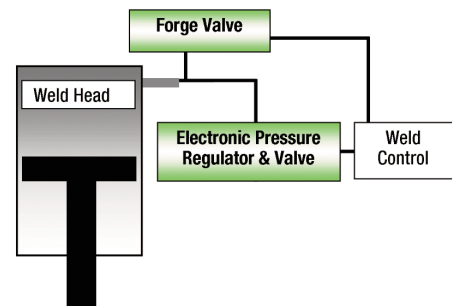 Forge Valve
Weld Head
Electronic Pressure
Regulator & Valve
Weld
Control